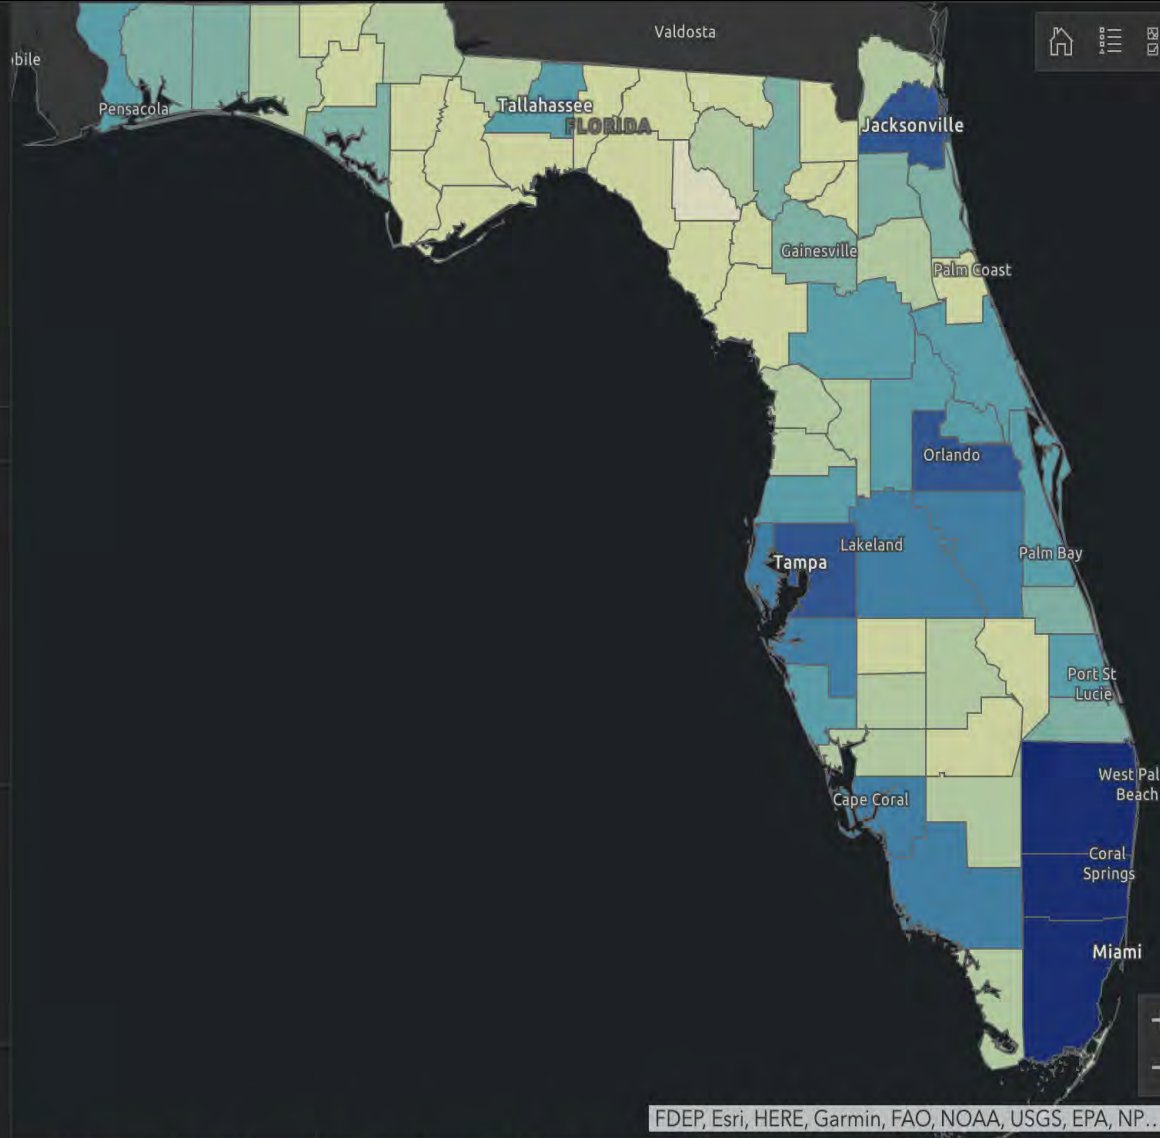 Valdosta
bile
Pensacola
Tallahassee
FLORIDA
Jacksonville
Gainesville
Palm Coast
Orlando
Lakeland
Palm Bay
Tampa
Port St
Lucie
West Pal
Beach
Cape Coral
Coral
Springs
Miami
FDEP, Esri, HERE, Garmin, FAO, NOAA, USGS, EPA, NP...